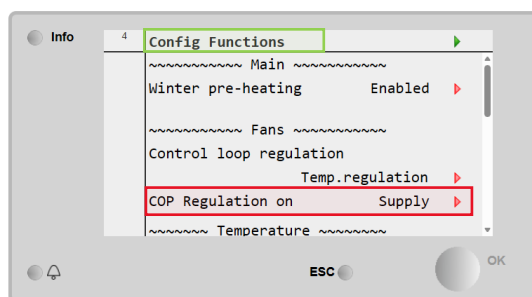 Info
4
Config Functions
~~~~~~~~~~~ Main ~~~~~~~~~~~
Winter pre-heating Enabled
~~~~~~~~~~~ Fans ~~~~~~~~~~~
Control loop regulation
Temp.regulation
COP Regulation on Supply
~~~~~~~ Temperature ~~~~~~~~
ESC
OK